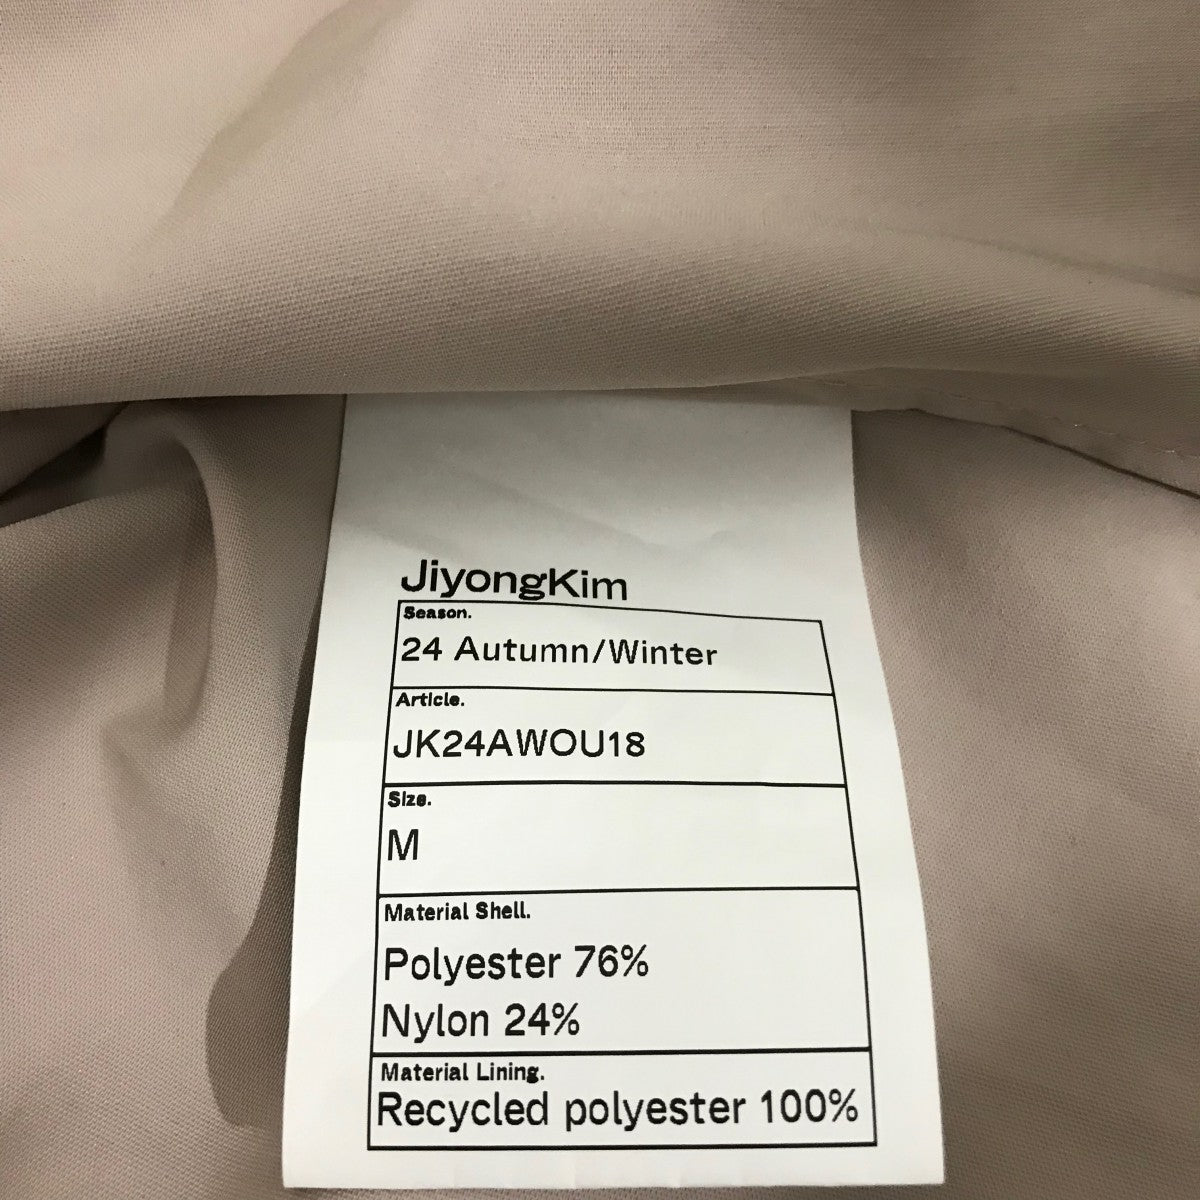 JiyongKim
Season.
24 Autumn/Winter
Article.
JK24AWOU18
Size.
M
Material Shell.
Polyester 76%
Nylon 24%
Material Lining.
Recycled polyester 100%